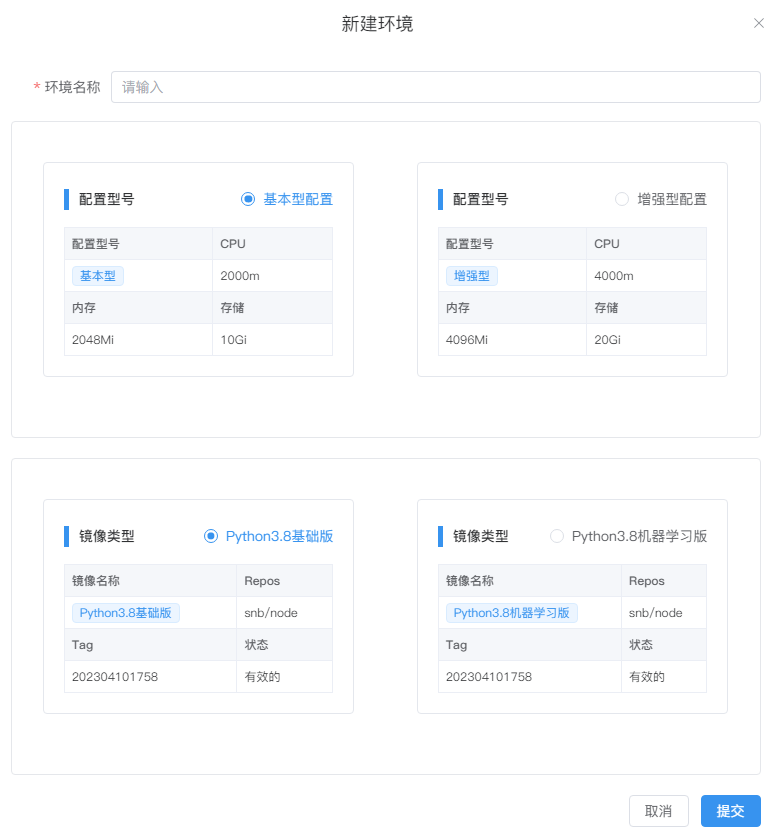 新建环境
* 环境名称 请输入
配置型号 基本型配置
配置型号 CPU
基本型 2000m
内存 存储
2048Mi 10Gi
配置型号 增强型配置
配置型号 CPU
增强型 4000m
内存 存储
4096Mi 20Gi
镜像类型 Python3.8基础版
镜像名称 Repos
Python3.8基础版 snb/node
Tag 状态
202304101758 有效的
镜像类型 Python3.8机器学习版
镜像名称 Repos
Python3.8机器学习版 snb/node
Tag 状态
202304101758 有效的
取消 提交